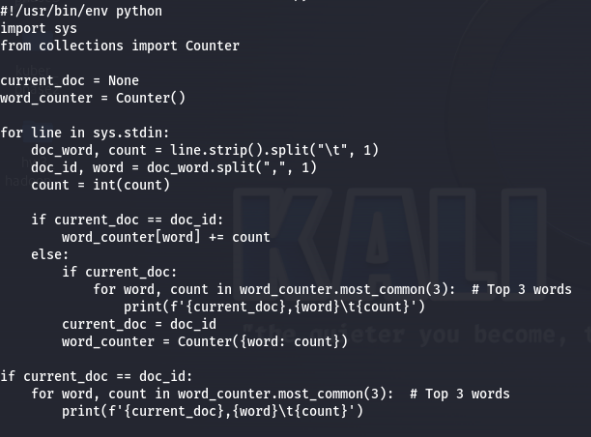 #!/usr/bin/env python
import sys
from collections import Counter

current_doc = None
word_counter = Counter()

for line in sys.stdin:
    doc_word, count = line.strip().split("\t", 1)
    doc_id, word = doc_word.split(",", 1)
    count = int(count)

    if current_doc == doc_id:
        word_counter[word] += count
    else:
        if current_doc:
            for word, count in word_counter.most_common(3):  # Top 3 words
                print(f'{current_doc},{word}\t{count}')
        current_doc = doc_id
        word_counter = Counter({word: count})

if current_doc == doc_id:
    for word, count in word_counter.most_common(3):  # Top 3 words
        print(f'{current_doc},{word}\t{count}')
KALI
"the quieter you become, t